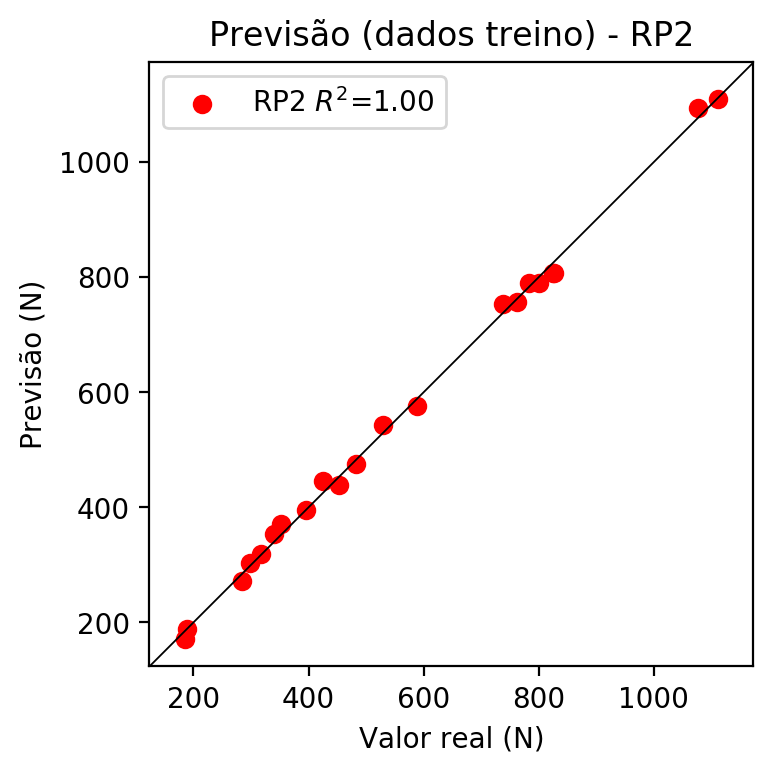 Previsão (dados treino) - RP2
RP2 R²=1.00
Previsão (N)
1000
800
600
400
200
200 400 600 800 1000
Valor real (N)